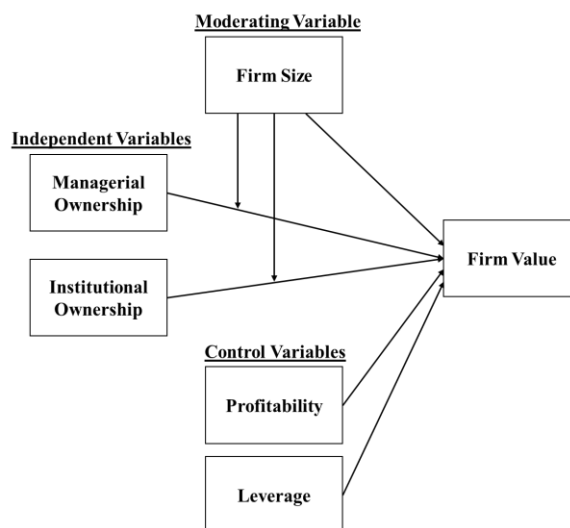 Moderating Variable
Firm Size
Independent Variables
Managerial
Ownership
Institutional
Ownership
Firm Value
Control Variables
Profitability
Leverage